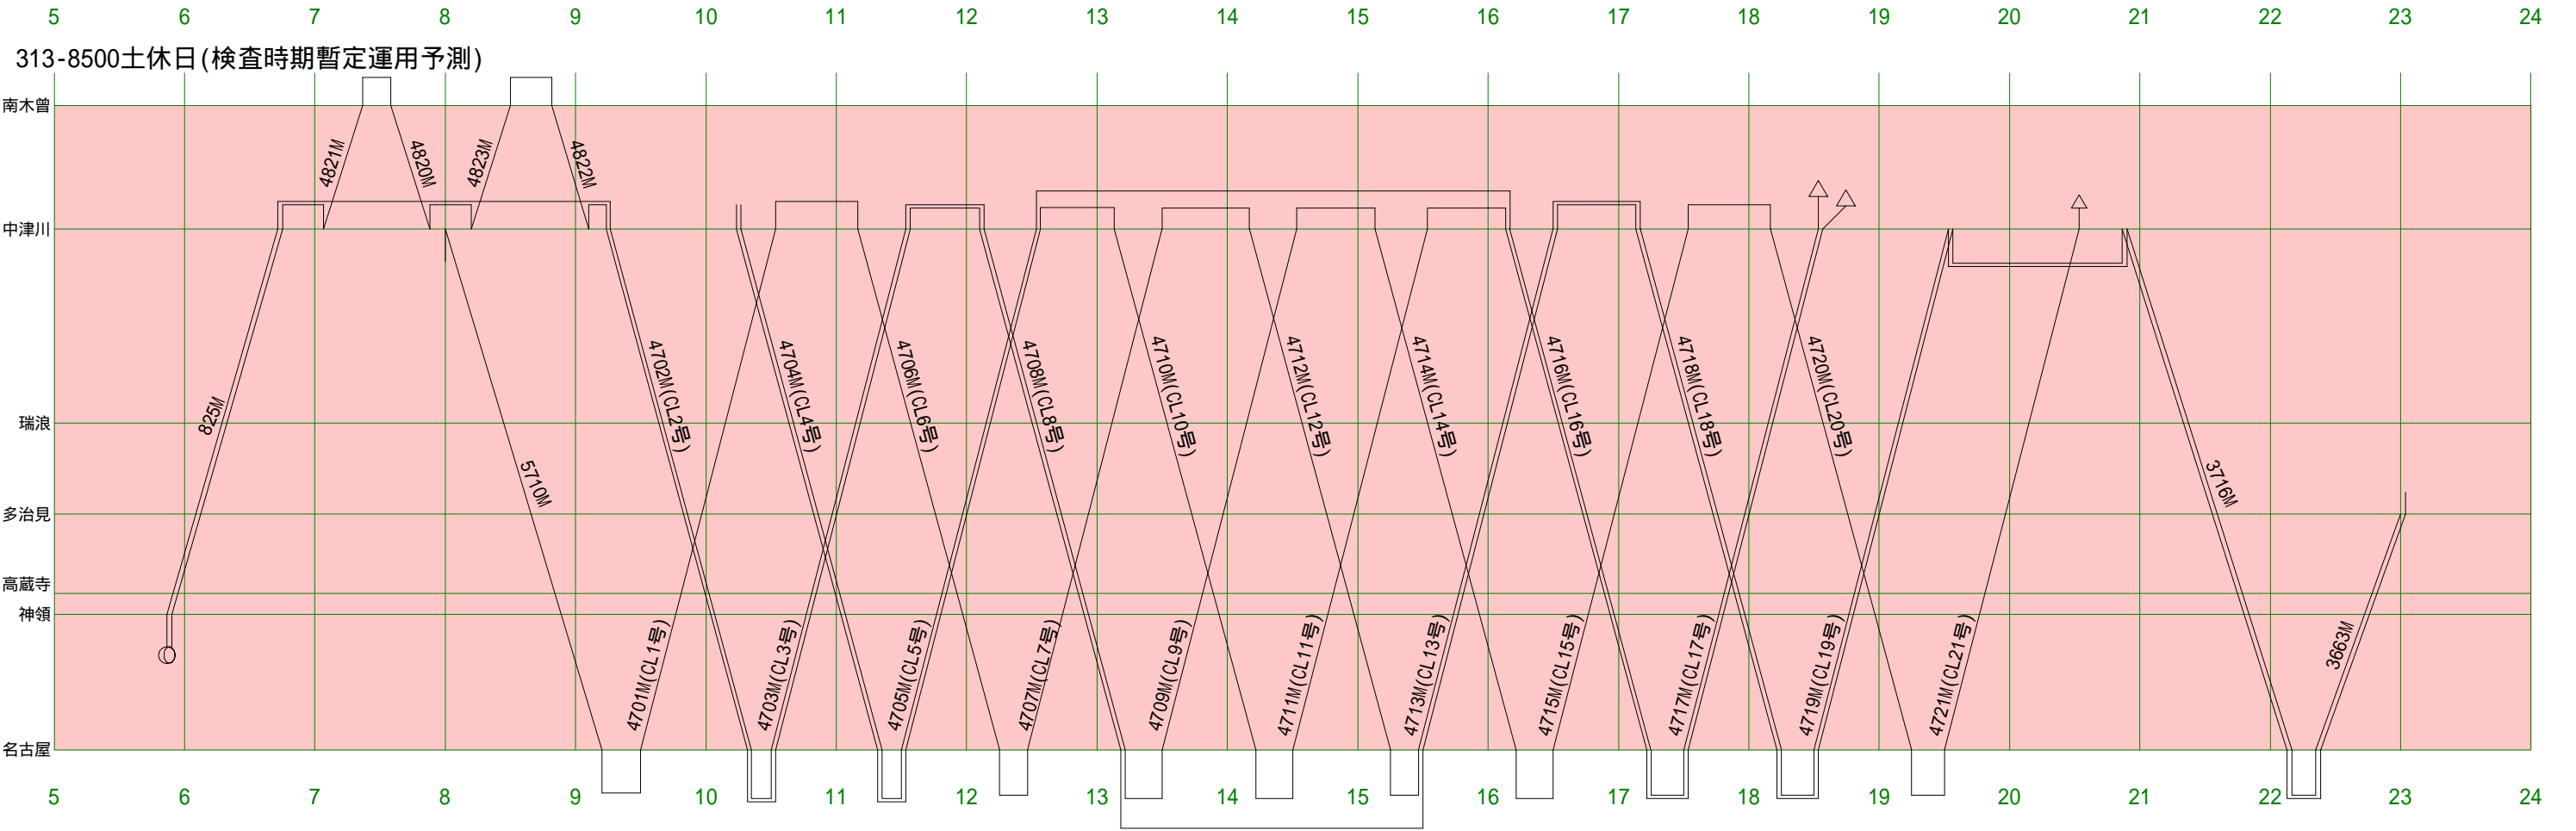 5 6 7 8 9 10 11 12 13 14 15 16 17 18 19 20 21 22 23 24
313-8500土休日(検査時期暫定運用予測)
南木曽
4821M 4820M 4823M 4822M
中津川
瑞浪
825M 4702M(CL2号) 4704M(CL4号) 4706M(CL6号) 4708M(CL8号) 4710M(CL10号) 4712M(CL12号) 4714M(CL14号) 4716M(CL16号) 4718M(CL18号) 4720M(CL20号)
5710M 3716M
多治見
高蔵寺
神領
4701M(CL1号) 4703M(CL3号) 4705M(CL5号) 4707M(CL7号) 4709M(CL9号) 4711M(CL11号) 4713M(CL13号) 4715M(CL15号) 4717M(CL17号) 4719M(CL19号) 4721M(CL21号) 3663M
名古屋
5 6 7 8 9 10 11 12 13 14 15 16 17 18 19 20 21 22 23 24